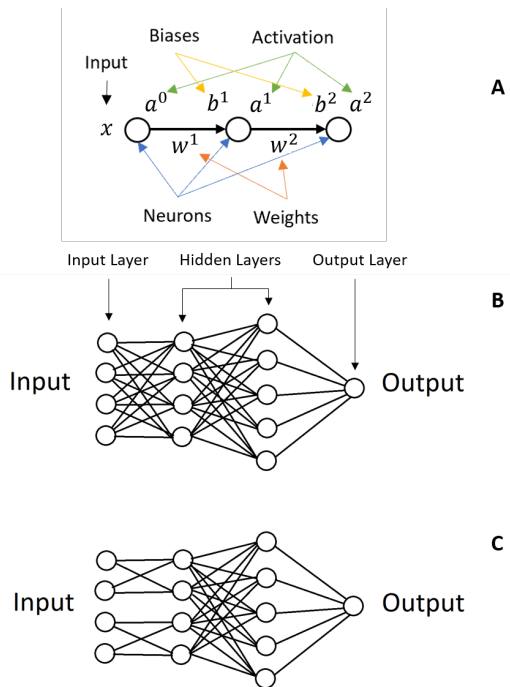 Biases Activation
Input
A
a⁰ b¹ a¹ b² a²
x
w¹ w²
Neurons Weights
Input Layer Hidden Layers Output Layer
B
Input Output
C
Input Output